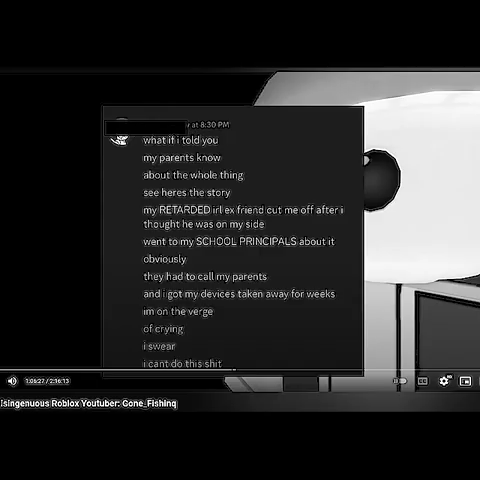 at 8:30 PM
what if i told you
my parents know
about the whole thing
see heres the story
my RETARDED irl ex friend cut me off after i
thought he was on my side
went to my SCHOOL PRINCIPALS about it
obviously
they had to call my parents
and i got my devices taken away for weeks
im on the verge
of crying
i swear
i cant do this shit
1:06:27 / 2:16:13
isingenuous Roblox Youtuber: Gone_Fishing